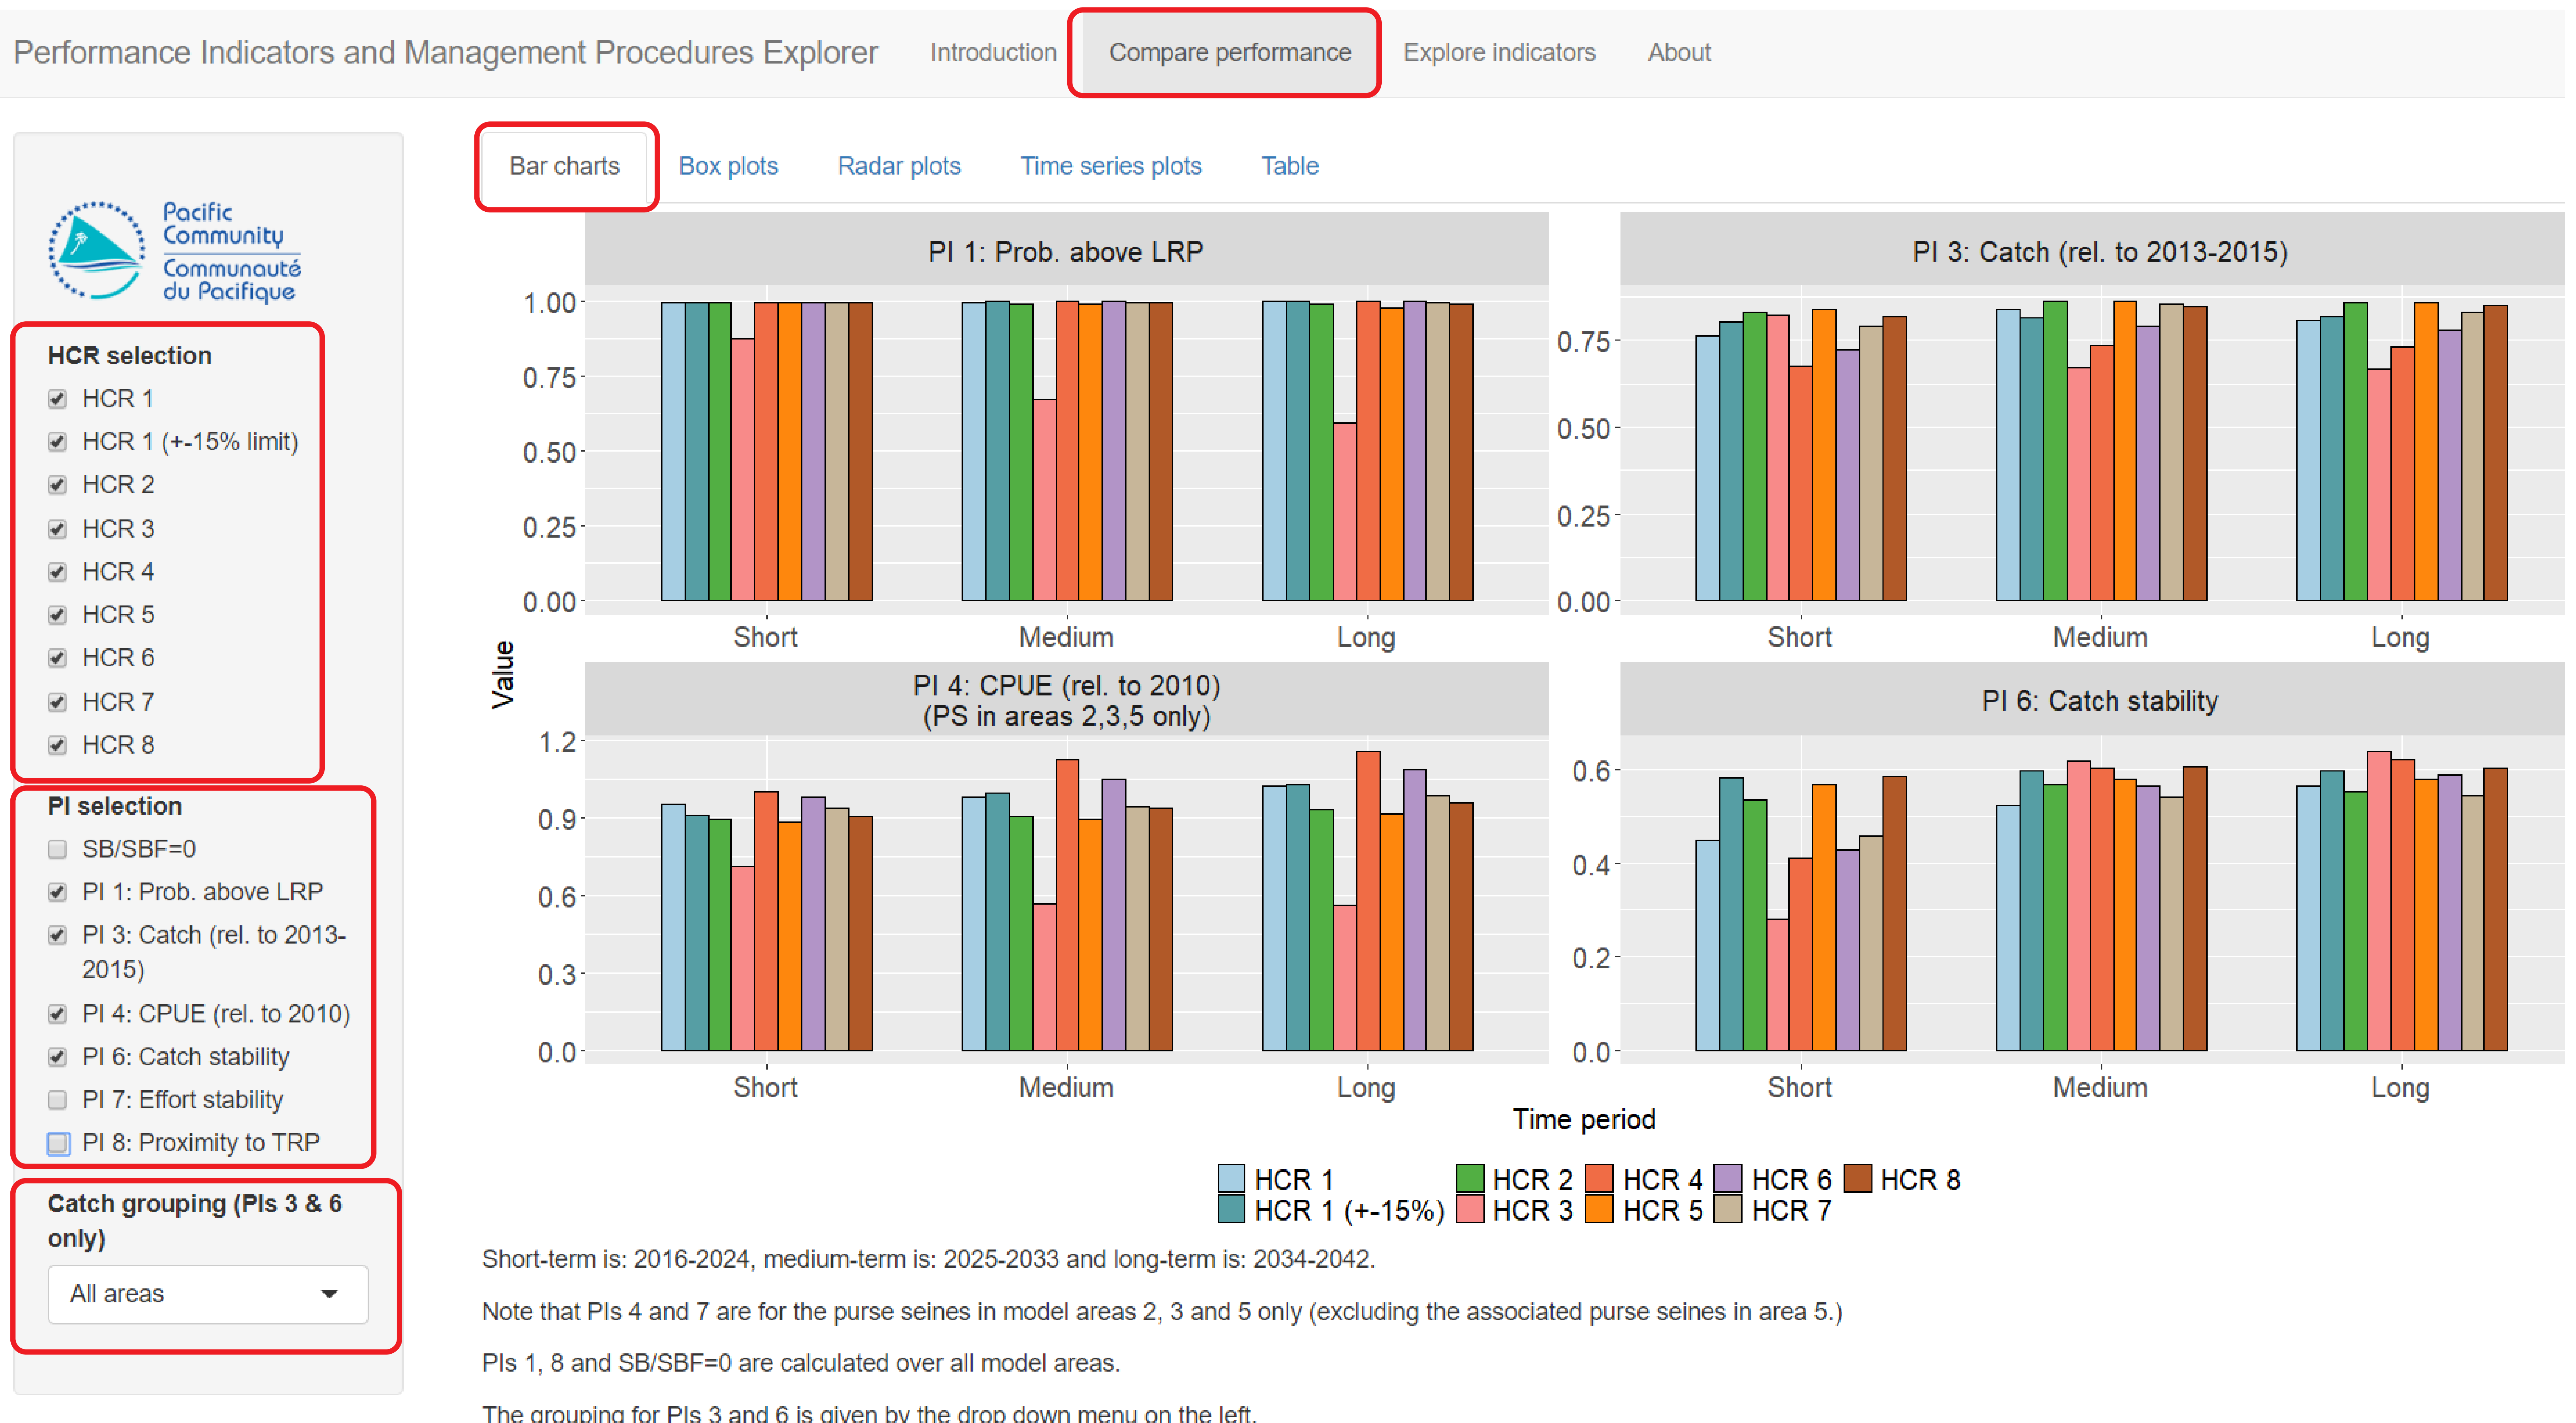 Performance Indicators and Management Procedures Explorer Introduction Compare performance Explore indicators About
Pacific
Community
Communauté
du Pacifique
HCR selection
HCR 1
HCR 1 (+-15% limit)
HCR 2
HCR 3
HCR 4
HCR 5
HCR 6
HCR 7
HCR 8
PI selection
SB/SBF=0
PI 1: Prob. above LRP
PI 3: Catch (rel. to 2013-
2015)
PI 4: CPUE (rel. to 2010)
PI 6: Catch stability
PI 7: Effort stability
PI 8: Proximity to TRP
Catch grouping (PIs 3 & 6
only)
All areas
Bar charts Box plots Radar plots Time series plots Table
Value
PI 1: Prob. above LRP
1.00
0.75
0.50
0.25
0.00
Short Medium Long
PI 3: Catch (rel. to 2013-2015)
0.75
0.50
0.25
0.00
Short Medium Long
PI 4: CPUE (rel. to 2010)
(PS in areas 2,3,5 only)
1.2
0.9
0.6
0.3
0.0
Short Medium Long
PI 6: Catch stability
0.6
0.4
0.2
0.0
Short Medium Long
Time period
HCR 1 HCR 2 HCR 4 HCR 6 HCR 8
HCR 1 (+-15%) HCR 3 HCR 5 HCR 7
Short-term is: 2016-2024, medium-term is: 2025-2033 and long-term is: 2034-2042.
Note that PIs 4 and 7 are for the purse seines in model areas 2, 3 and 5 only (excluding the associated purse seines in area 5.)
PIs 1, 8 and SB/SBF=0 are calculated over all model areas.
The grouping for PIs 3 and 6 is given by the drop down menu on the left.